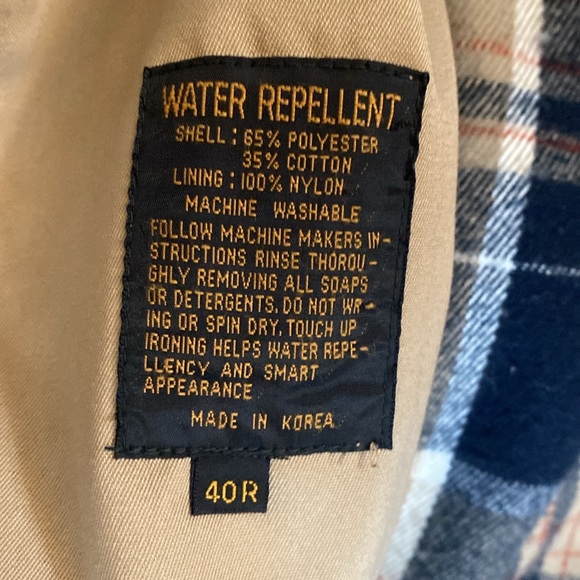 WATER REPELLENT
SHELL : 65% POLYESTER
35% COTTON
LINING : 100% NYLON
MACHINE WASHABLE
FOLLOW MACHINE MAKERS IN-
STRUCTIONS RINSE THOROU-
GHLY REMOVING ALL SOAPS
OR DETERGENTS. DO NOT WR-
ING OR SPIN DRY. TOUCH UP
IRONING HELPS WATER REPE-
LLENCY AND SMART
APPEARANCE
MADE IN KOREA
40R